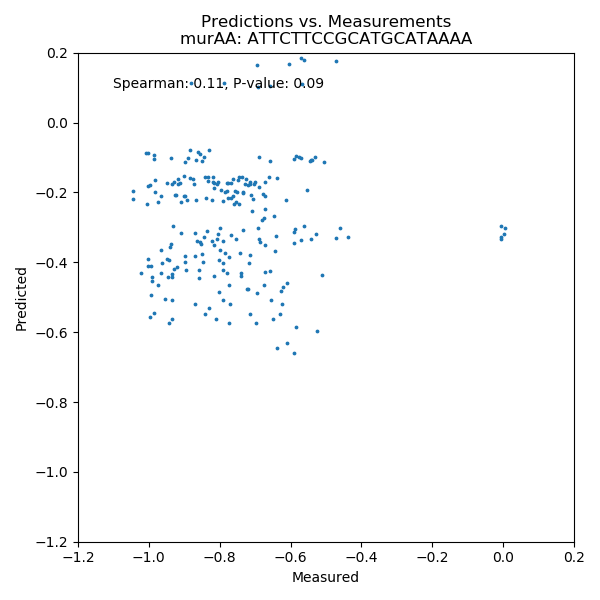 Predictions vs. Measurements
murAA: ATTCTTCCGCATGCATAAAA
Spearman: 0.11, P-value: 0.09
0.2
0.0
−0.2
−0.4
−0.6
−0.8
−1.0
−1.2
Predicted
−1.2 −1.0 −0.8 −0.6 −0.4 −0.2 0.0 0.2
Measured